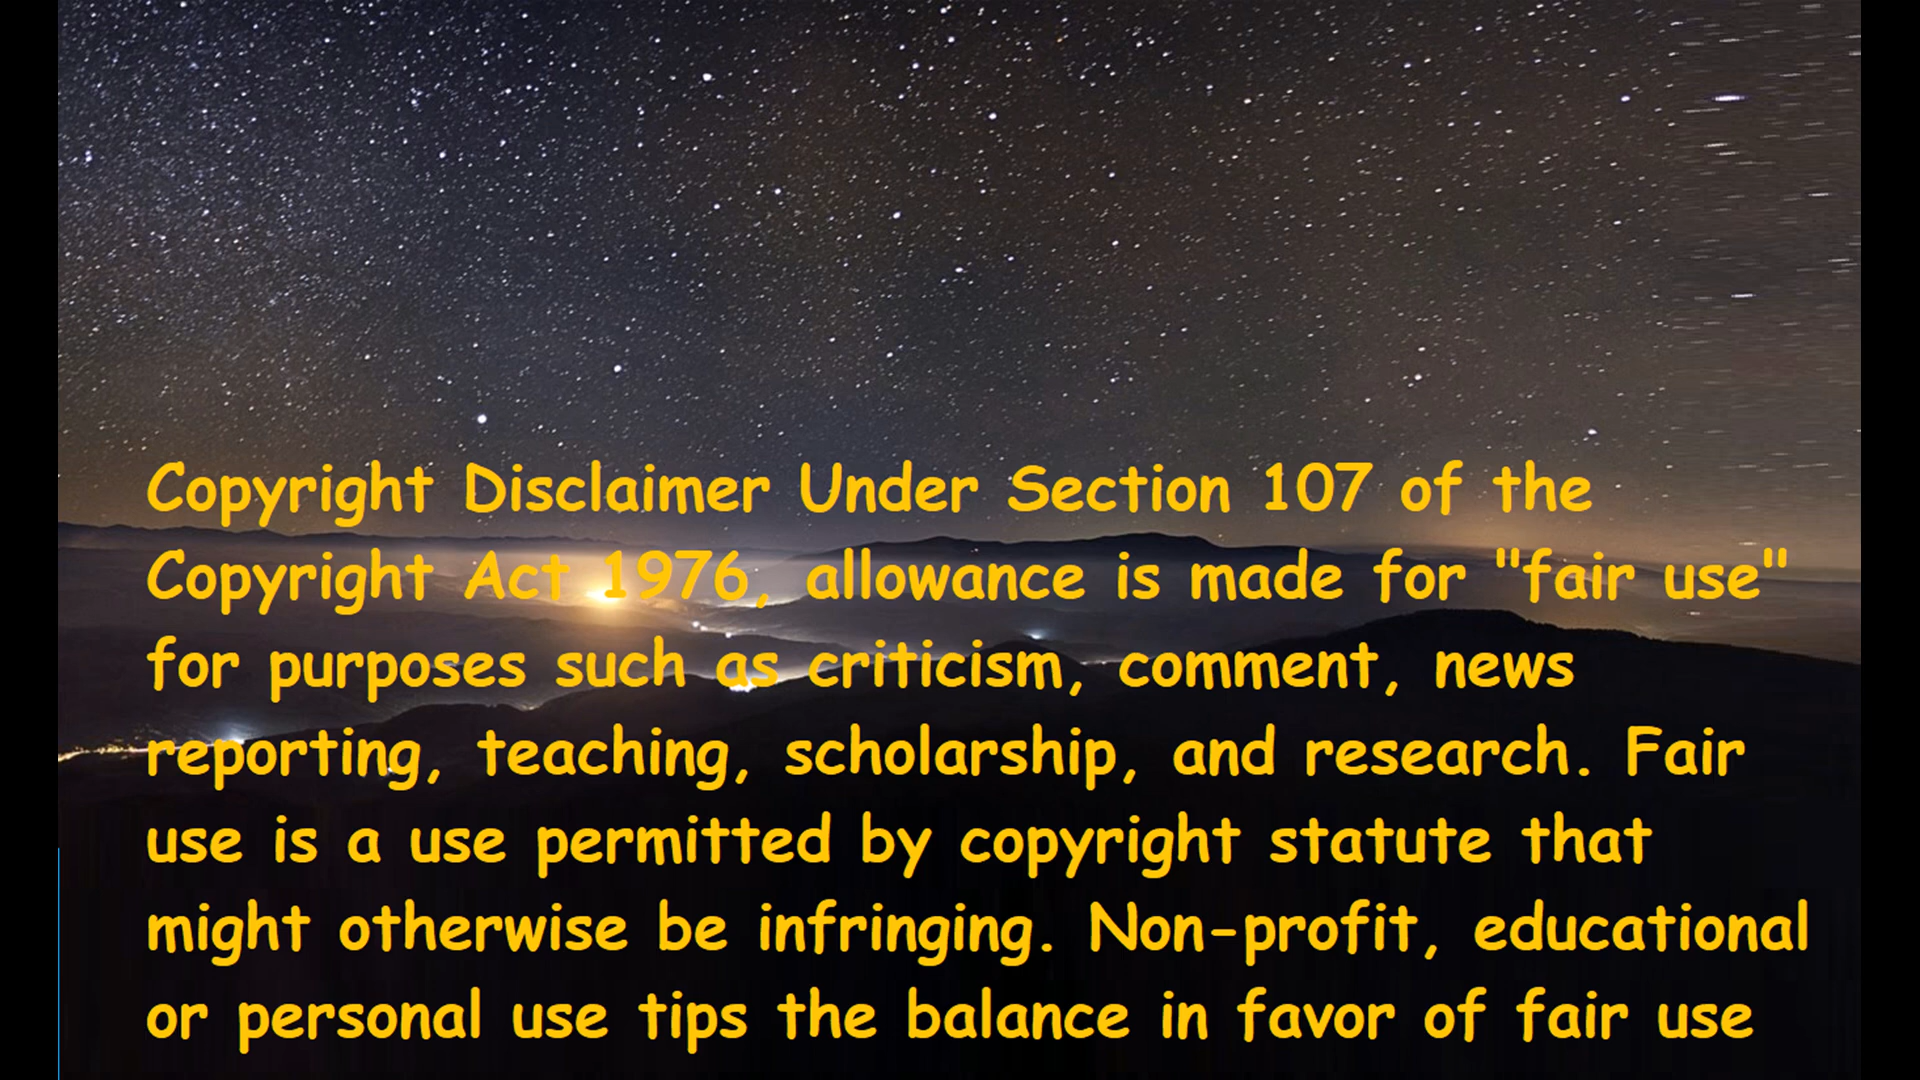 Copyright Disclaimer Under Section 107 of the
Copyright Act 1976, allowance is made for "fair use"
for purposes such as criticism, comment, news
reporting, teaching, scholarship, and research. Fair
use is a use permitted by copyright statute that
might otherwise be infringing. Non-profit, educational
or personal use tips the balance in favor of fair use